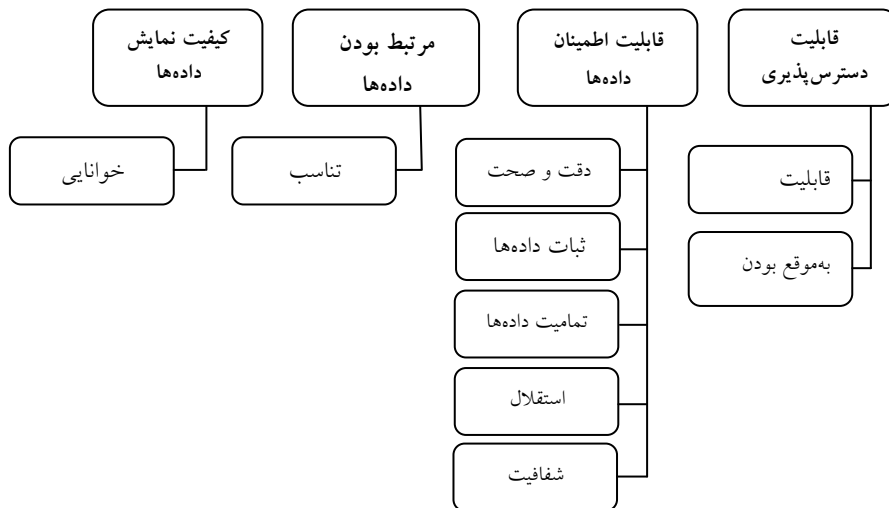 قابلیت
دسترس‌پذیری
قابلیت
به‌موقع بودن
قابلیت اطمینان
داده‌ها
دقت و صحت
ثبات داده‌ها
تمامیت داده‌ها
استقلال
شفافیت
مرتبط بودن
داده‌ها
تناسب
کیفیت نمایش
داده‌ها
خوانایی